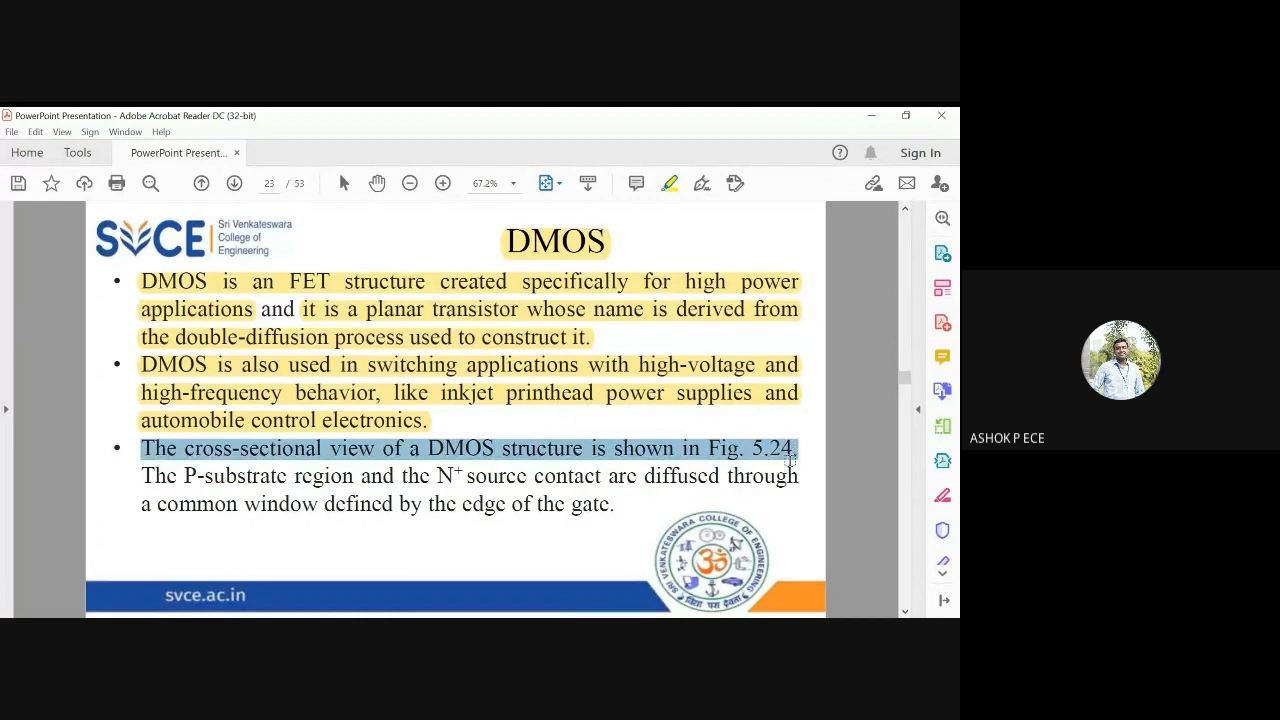 PowerPoint Presentation - Adobe Acrobat Reader DC (32-bit)
File Edit View Sign Window Help
Home Tools PowerPoint Present... × Sign In
23 / 53 67.2%
SVCE Sri Venkateswara
College of
Engineering
DMOS
• DMOS is an FET structure created specifically for high power
applications and it is a planar transistor whose name is derived from
the double-diffusion process used to construct it.
• DMOS is also used in switching applications with high-voltage and
high-frequency behavior, like inkjet printhead power supplies and
automobile control electronics.
• The cross-sectional view of a DMOS structure is shown in Fig. 5.24.
The P-substrate region and the N⁺ source contact are diffused through
a common window defined by the edge of the gate.
SRI VENKATESWARA COLLEGE OF ENGINEERING
ॐ
svce.ac.in
ASHOK P ECE